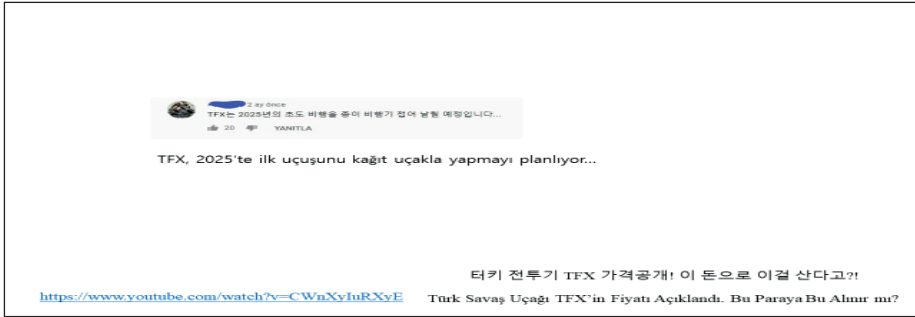 2 ay önce
TFX는 2025년의 초도 비행을 종이 비행기 접어 날릴 예정입니다...
20 YANITLA
TFX, 2025'te ilk uçuşunu kağıt uçakla yapmayı planlıyor...
터키 전투기 TFX 가격공개! 이 돈으로 이걸 산다고?!
https://www.youtube.com/watch?v=CWnXyIuRXyE Türk Savaş Uçağı TFX'in Fiyatı Açıklandı. Bu Paraya Bu Alınır mı?